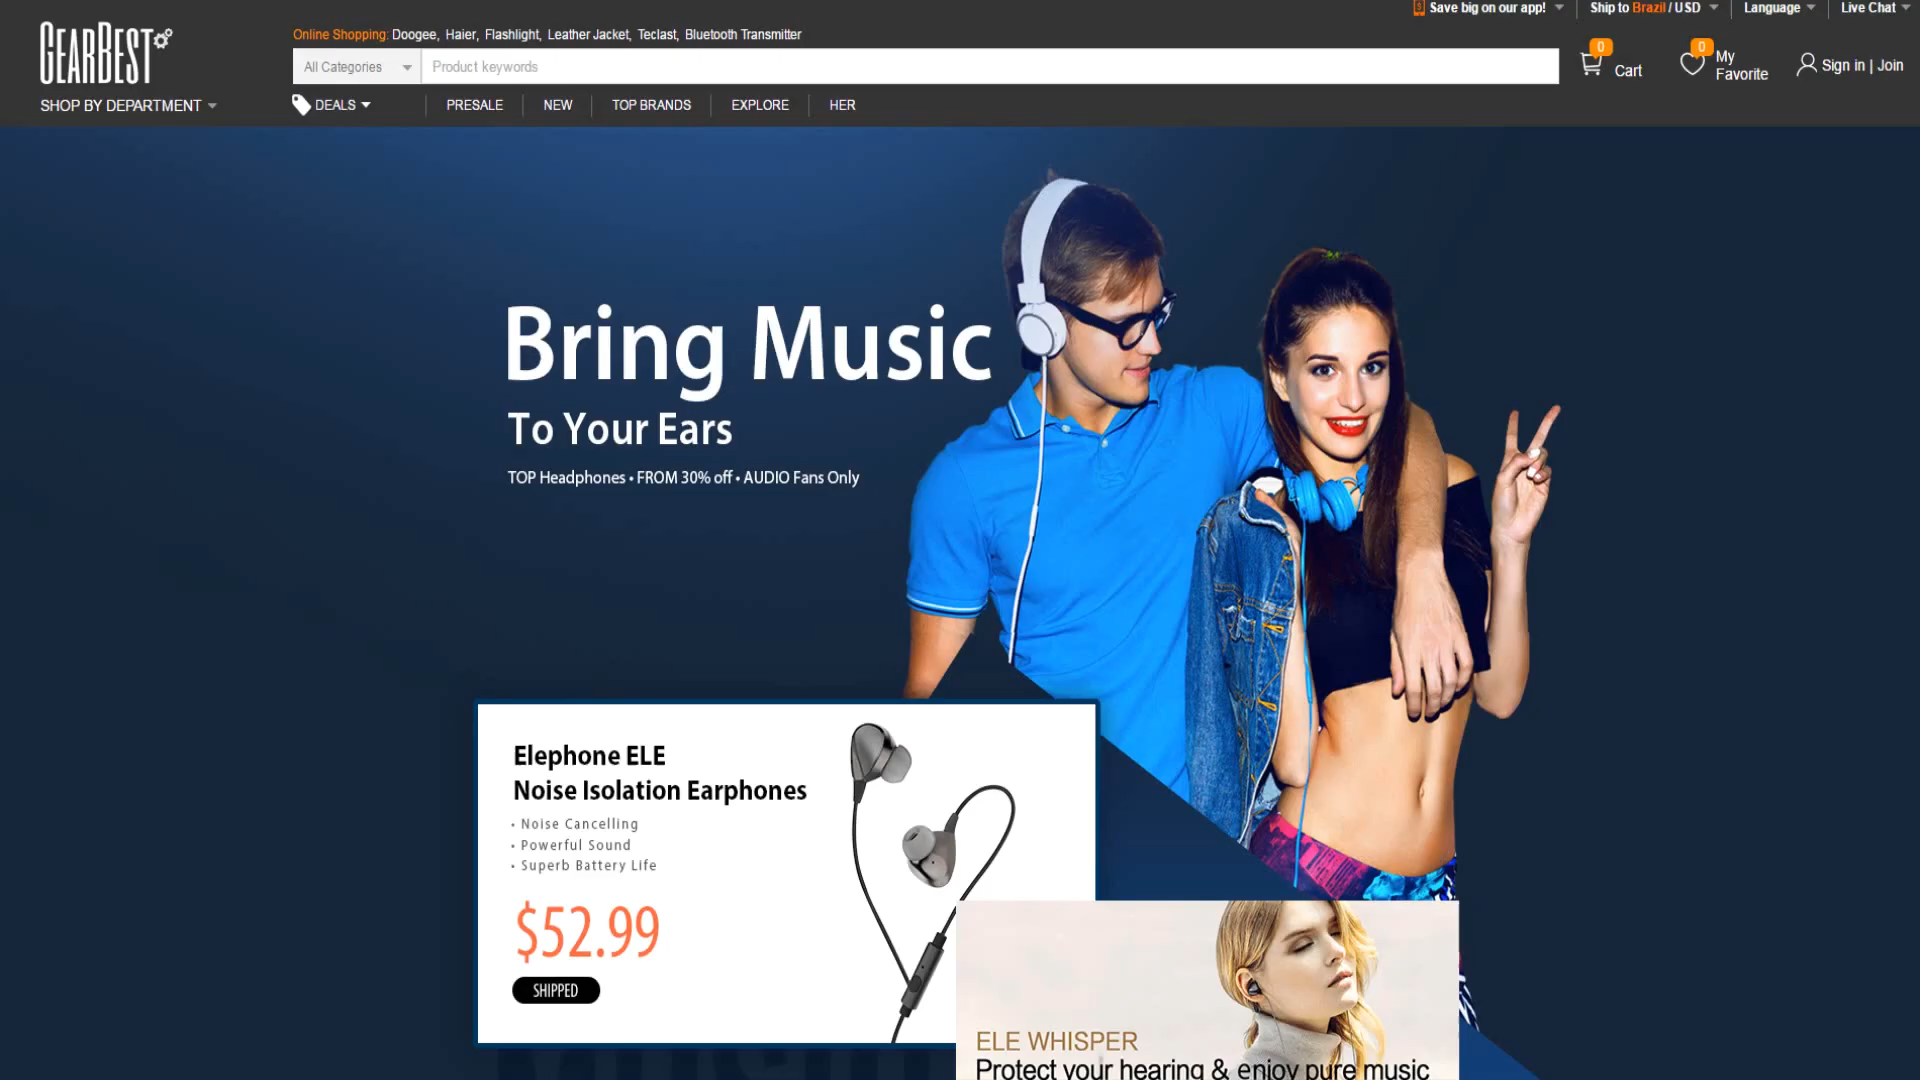 Save big on our app!
Ship to Brazil / USD
Language
Live Chat
GEARBEST
Online Shopping: Doogee, Haier, Flashlight, Leather Jacket, Teclast, Bluetooth Transmitter
All Categories
Product keywords
0
Cart
0
My
Favorite
Sign in | Join
SHOP BY DEPARTMENT
DEALS
PRESALE
NEW
TOP BRANDS
EXPLORE
HER
Bring Music
To Your Ears
TOP Headphones • FROM 30% off • AUDIO Fans Only
Elephone ELE
Noise Isolation Earphones
• Noise Cancelling
• Powerful Sound
• Superb Battery Life
$52.99
SHIPPED
ELE WHISPER
Protect your hearing & enjoy pure music